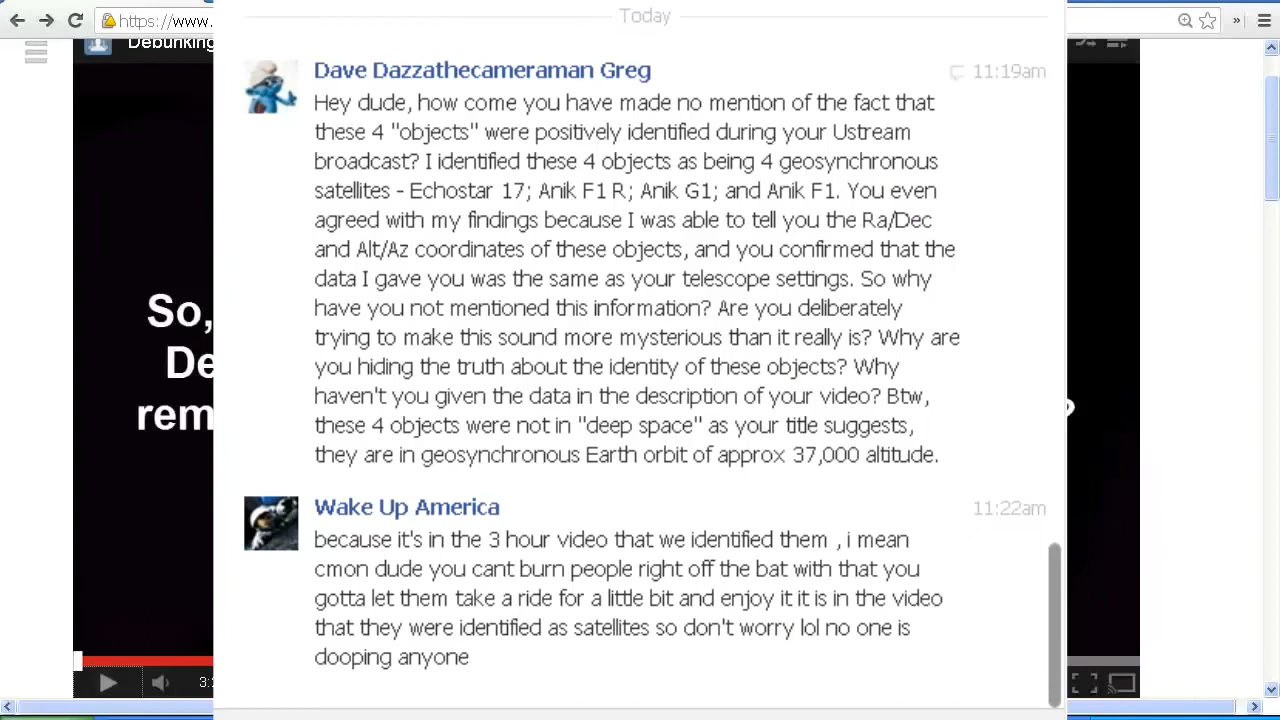 https://www.
Today
Debunking
Dave Dazzathecameraman Greg
11:19am
Hey dude, how come you have made no mention of the fact that
these 4 "objects" were positively identified during your Ustream
broadcast? I identified these 4 objects as being 4 geosynchronous
satellites - Echostar 17; Anik F1 R; Anik G1; and Anik F1. You even
agreed with my findings because I was able to tell you the Ra/Dec
and Alt/Az coordinates of these objects, and you confirmed that the
data I gave you was the same as your telescope settings. So why
have you not mentioned this information? Are you deliberately
trying to make this sound more mysterious than it really is? Why are
you hiding the truth about the identity of these objects? Why
haven't you given the data in the description of your video? Btw,
these 4 objects were not in "deep space" as your title suggests,
they are in geosynchronous Earth orbit of approx 37,000 altitude.
So,
De
rem
Wake Up America
11:22am
because it's in the 3 hour video that we identified them , i mean
cmon dude you cant burn people right off the bat with that you
gotta let them take a ride for a little bit and enjoy it it is in the video
that they were identified as satellites so don't worry lol no one is
dooping anyone
3: